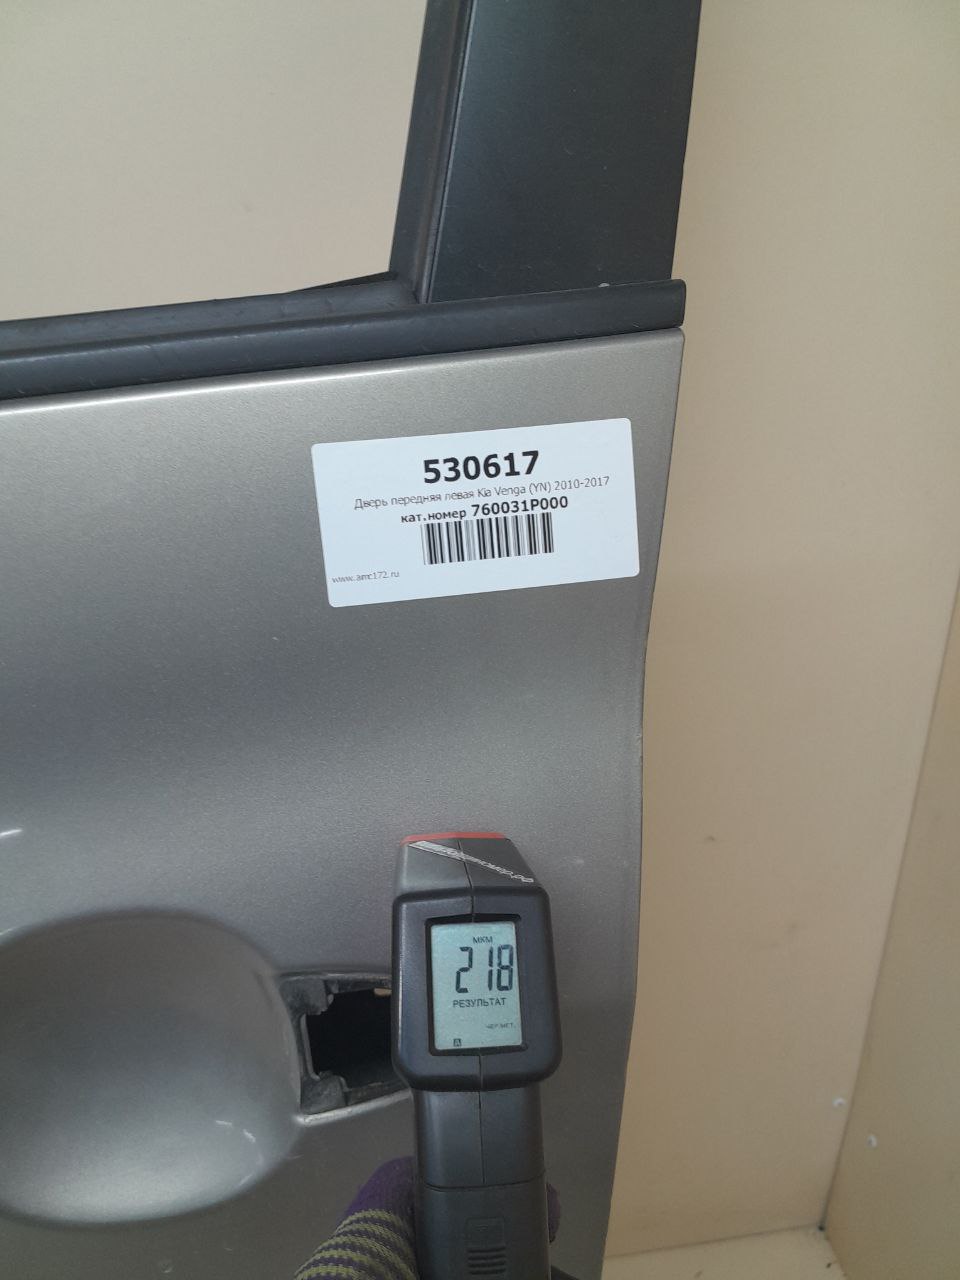 530617
Дверь передняя левая Kia Venga (YN) 2010-2017
кат.номер 760031P000
www.amc172.ru
МКМ
218
РЕЗУЛЬТАТ
ЧЕР.МЕТ.